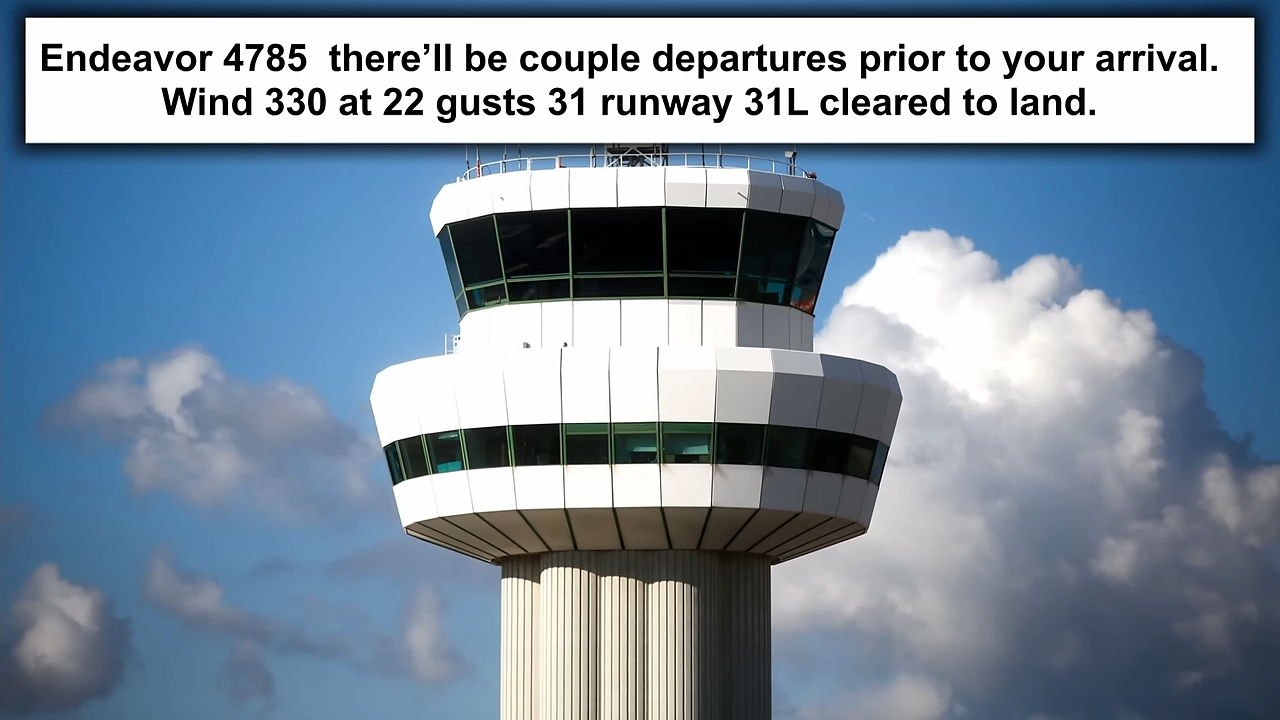 Endeavor 4785  there’ll be couple departures prior to your arrival.
Wind 330 at 22 gusts 31 runway 31L cleared to land.